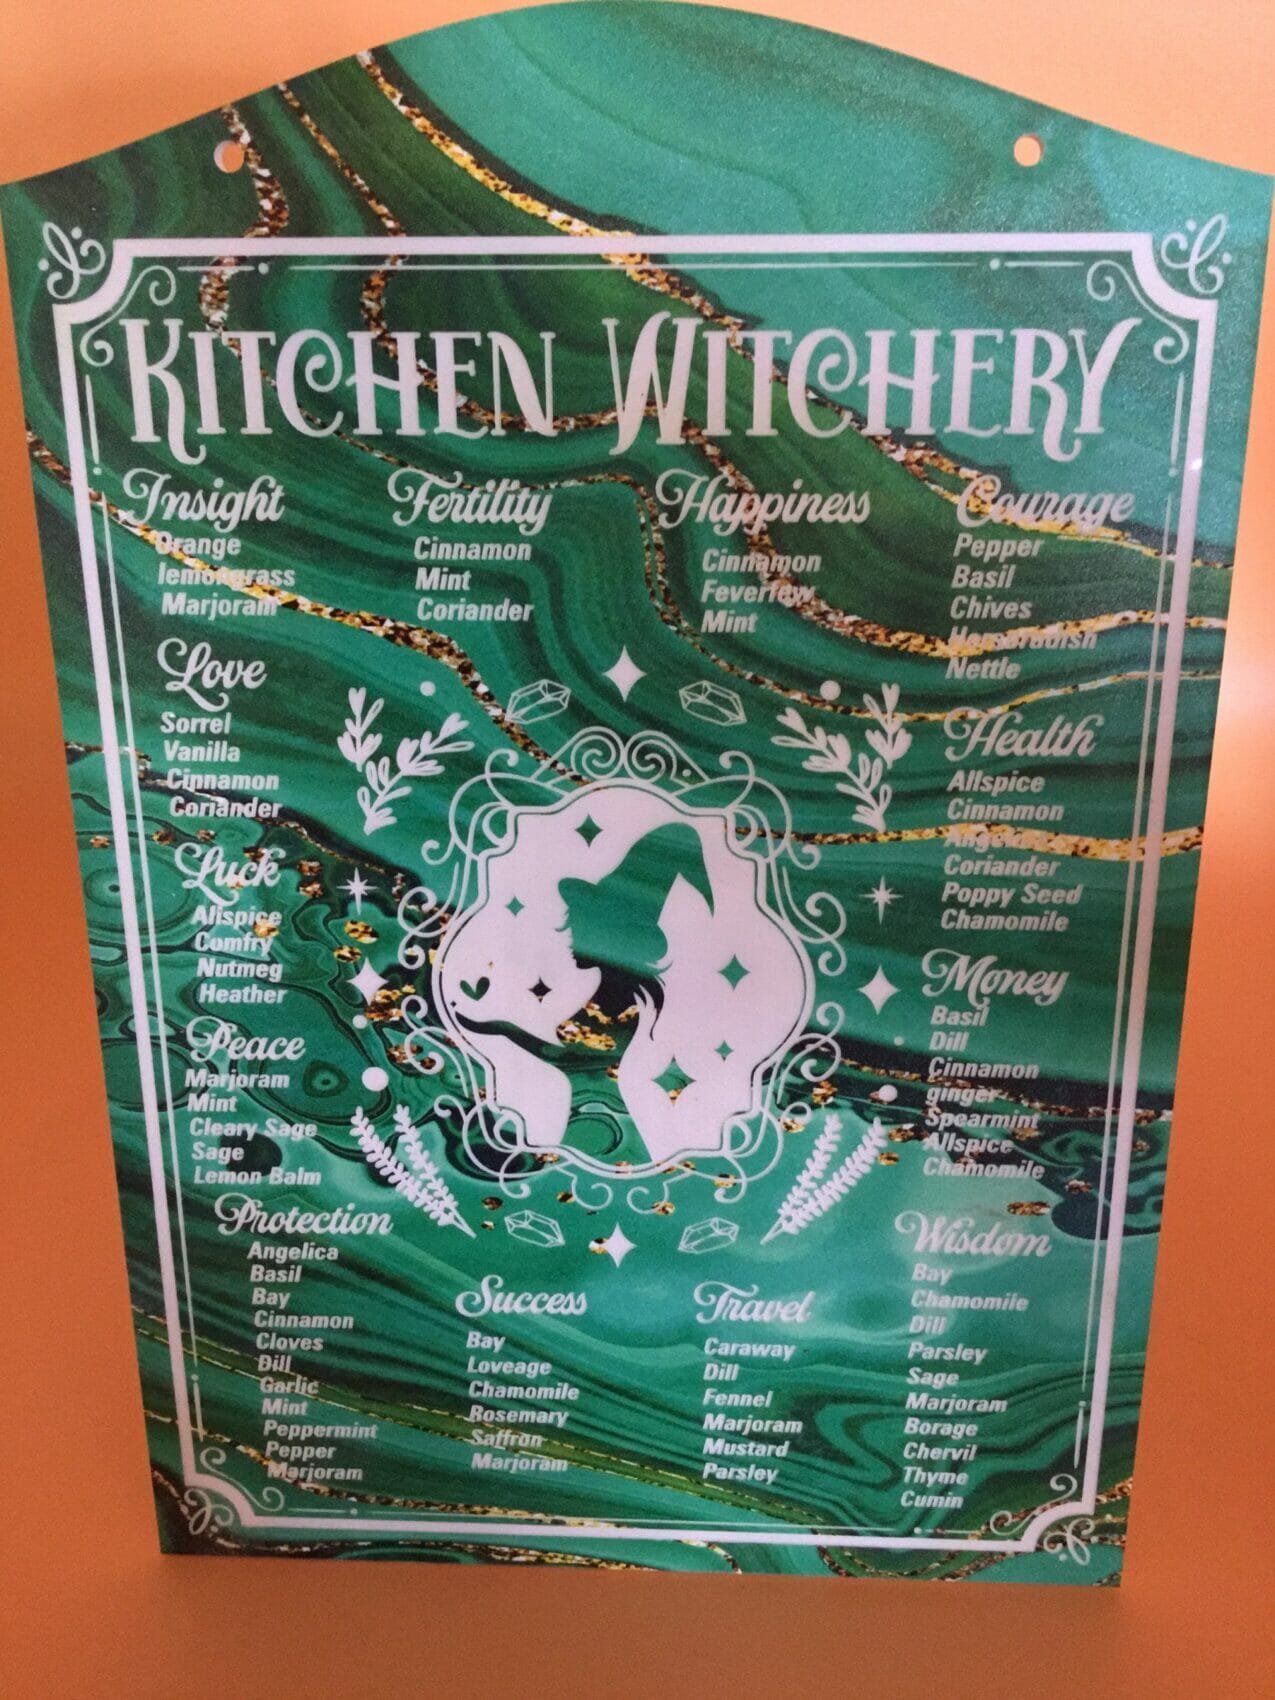 KITCHEN WITCHERY
Insight
Orange
lemongrass
Marjoram
Fertility
Cinnamon
Mint
Coriander
Happiness
Cinnamon
Feverfew
Mint
Courage
Pepper
Basil
Chives
Nettle
Love
Sorrel
Vanilla
Cinnamon
Coriander
Health
Allspice
Cinnamon
Angelica
Coriander
Poppy Seed
Chamomile
Luck
Allspice
Comfry
Nutmeg
Heather
Money
Basil
Dill
Cinnamon
ginger
Spearmint
Allspice
Chamomile
Peace
Marjoram
Mint
Cleary Sage
Sage
Lemon Balm
Protection
Angelica
Basil
Bay
Cinnamon
Cloves
Dill
Garlic
Mint
Peppermint
Pepper
Marjoram
Success
Bay
Loveage
Chamomile
Rosemary
Saffron
Marjoram
Travel
Caraway
Dill
Fennel
Marjoram
Mustard
Parsley
Wisdom
Bay
Chamomile
Dill
Parsley
Sage
Marjoram
Borage
Chervil
Thyme
Cumin